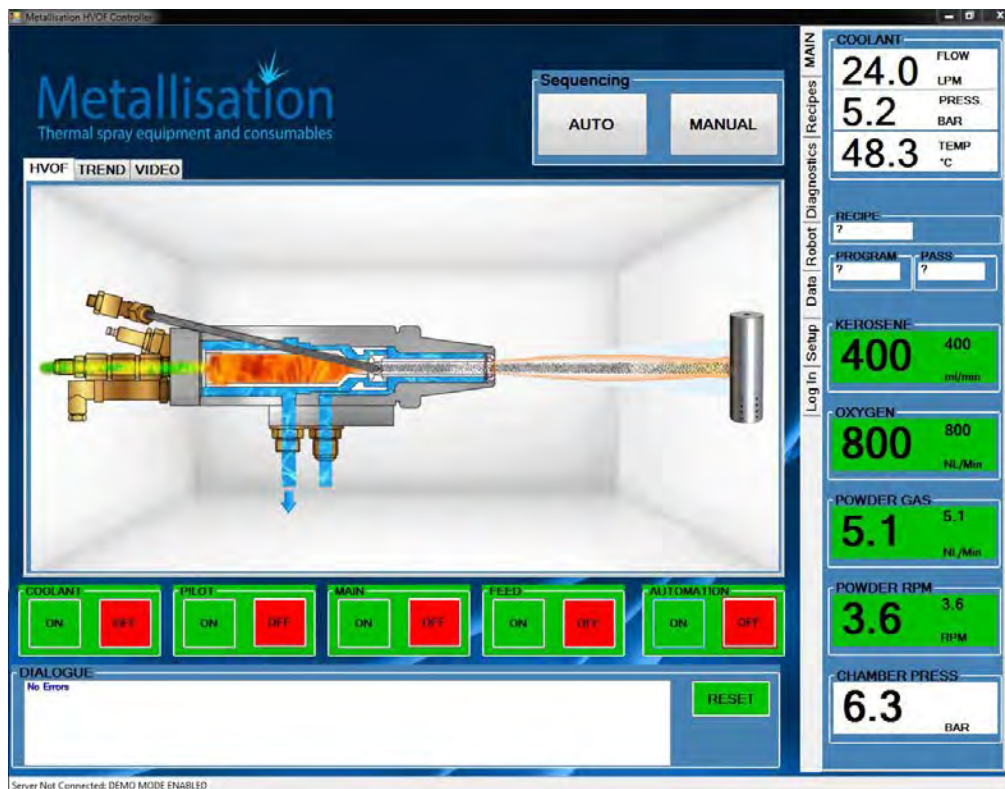 Metallisation HVOF Controller
Metallisation
Thermal spray equipment and consumables
Sequencing
AUTO
MANUAL
HVOF TREND VIDEO
MAIN
Recipes
Diagnostics
Robot
Data
Setup
Log In
COOLANT
24.0 FLOW LPM
5.2 PRESS. BAR
48.3 TEMP °C
RECIPE
?
PROGRAM
?
PASS
?
KEROSENE
400 400
ml/min
OXYGEN
800 800
NL/Min
POWDER GAS
5.1 5.1
NL/Min
POWDER RPM
3.6 3.6
RPM
CHAMBER PRESS
6.3
BAR
COOLANT
ON OFF
PILOT
ON OFF
MAIN
ON OFF
FEED
ON OFF
AUTOMATION
ON OFF
DIALOGUE
No Errors
RESET
Server Not Connected: DEMO MODE ENABLED